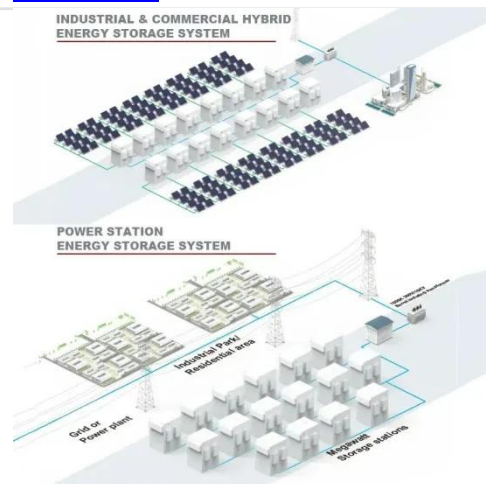 INDUSTRIAL & COMMERCIAL HYBRID
ENERGY STORAGE SYSTEM
POWER STATION
ENERGY STORAGE SYSTEM
Industrial Park/
Residential area
Grid or
Power plant
Megawatt
Storage stations